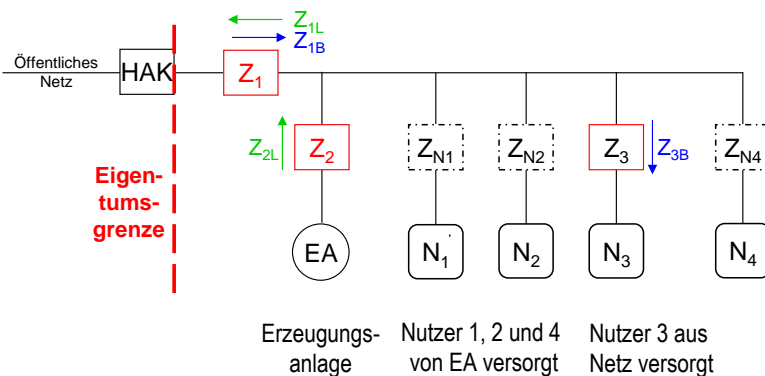 Z1L
Z1B
Öffentliches
Netz
HAK
Z1
Z2L
Z2
ZN1
ZN2
Z3
Z3B
ZN4
Eigen-
tums-
grenze
EA
N1
N2
N3
N4
Erzeugungs-
anlage
Nutzer 1, 2 und 4
von EA versorgt
Nutzer 3 aus
Netz versorgt